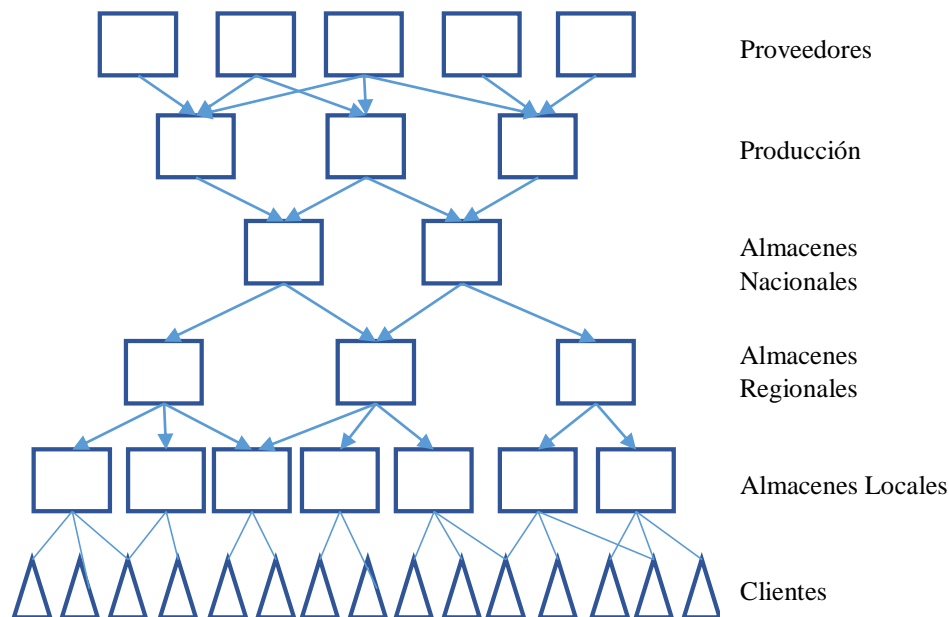 Proveedores
Producción
Almacenes
Nacionales
Almacenes
Regionales
Almacenes Locales
Clientes